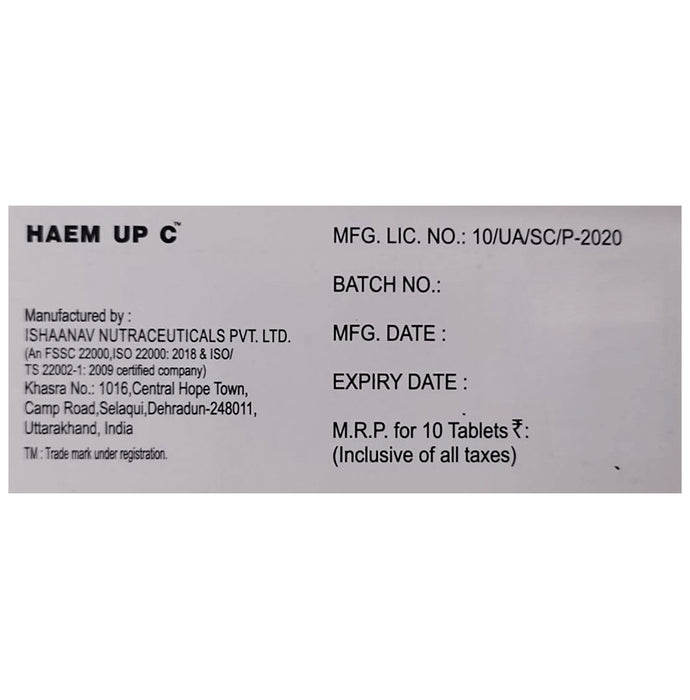 HAEM UP C™
Manufactured by :
ISHAANAV NUTRACEUTICALS PVT. LTD.
(An FSSC 22000,ISO 22000: 2018 & ISO/
TS 22002-1: 2009 certified company)
Khasra No.: 1016,Central Hope Town,
Camp Road,Selaqui,Dehradun-248011,
Uttarakhand, India
TM : Trade mark under registration.
MFG. LIC. NO.: 10/UA/SC/P-2020
BATCH NO.:
MFG. DATE :
EXPIRY DATE :
M.R.P. for 10 Tablets ₹:
(Inclusive of all taxes)